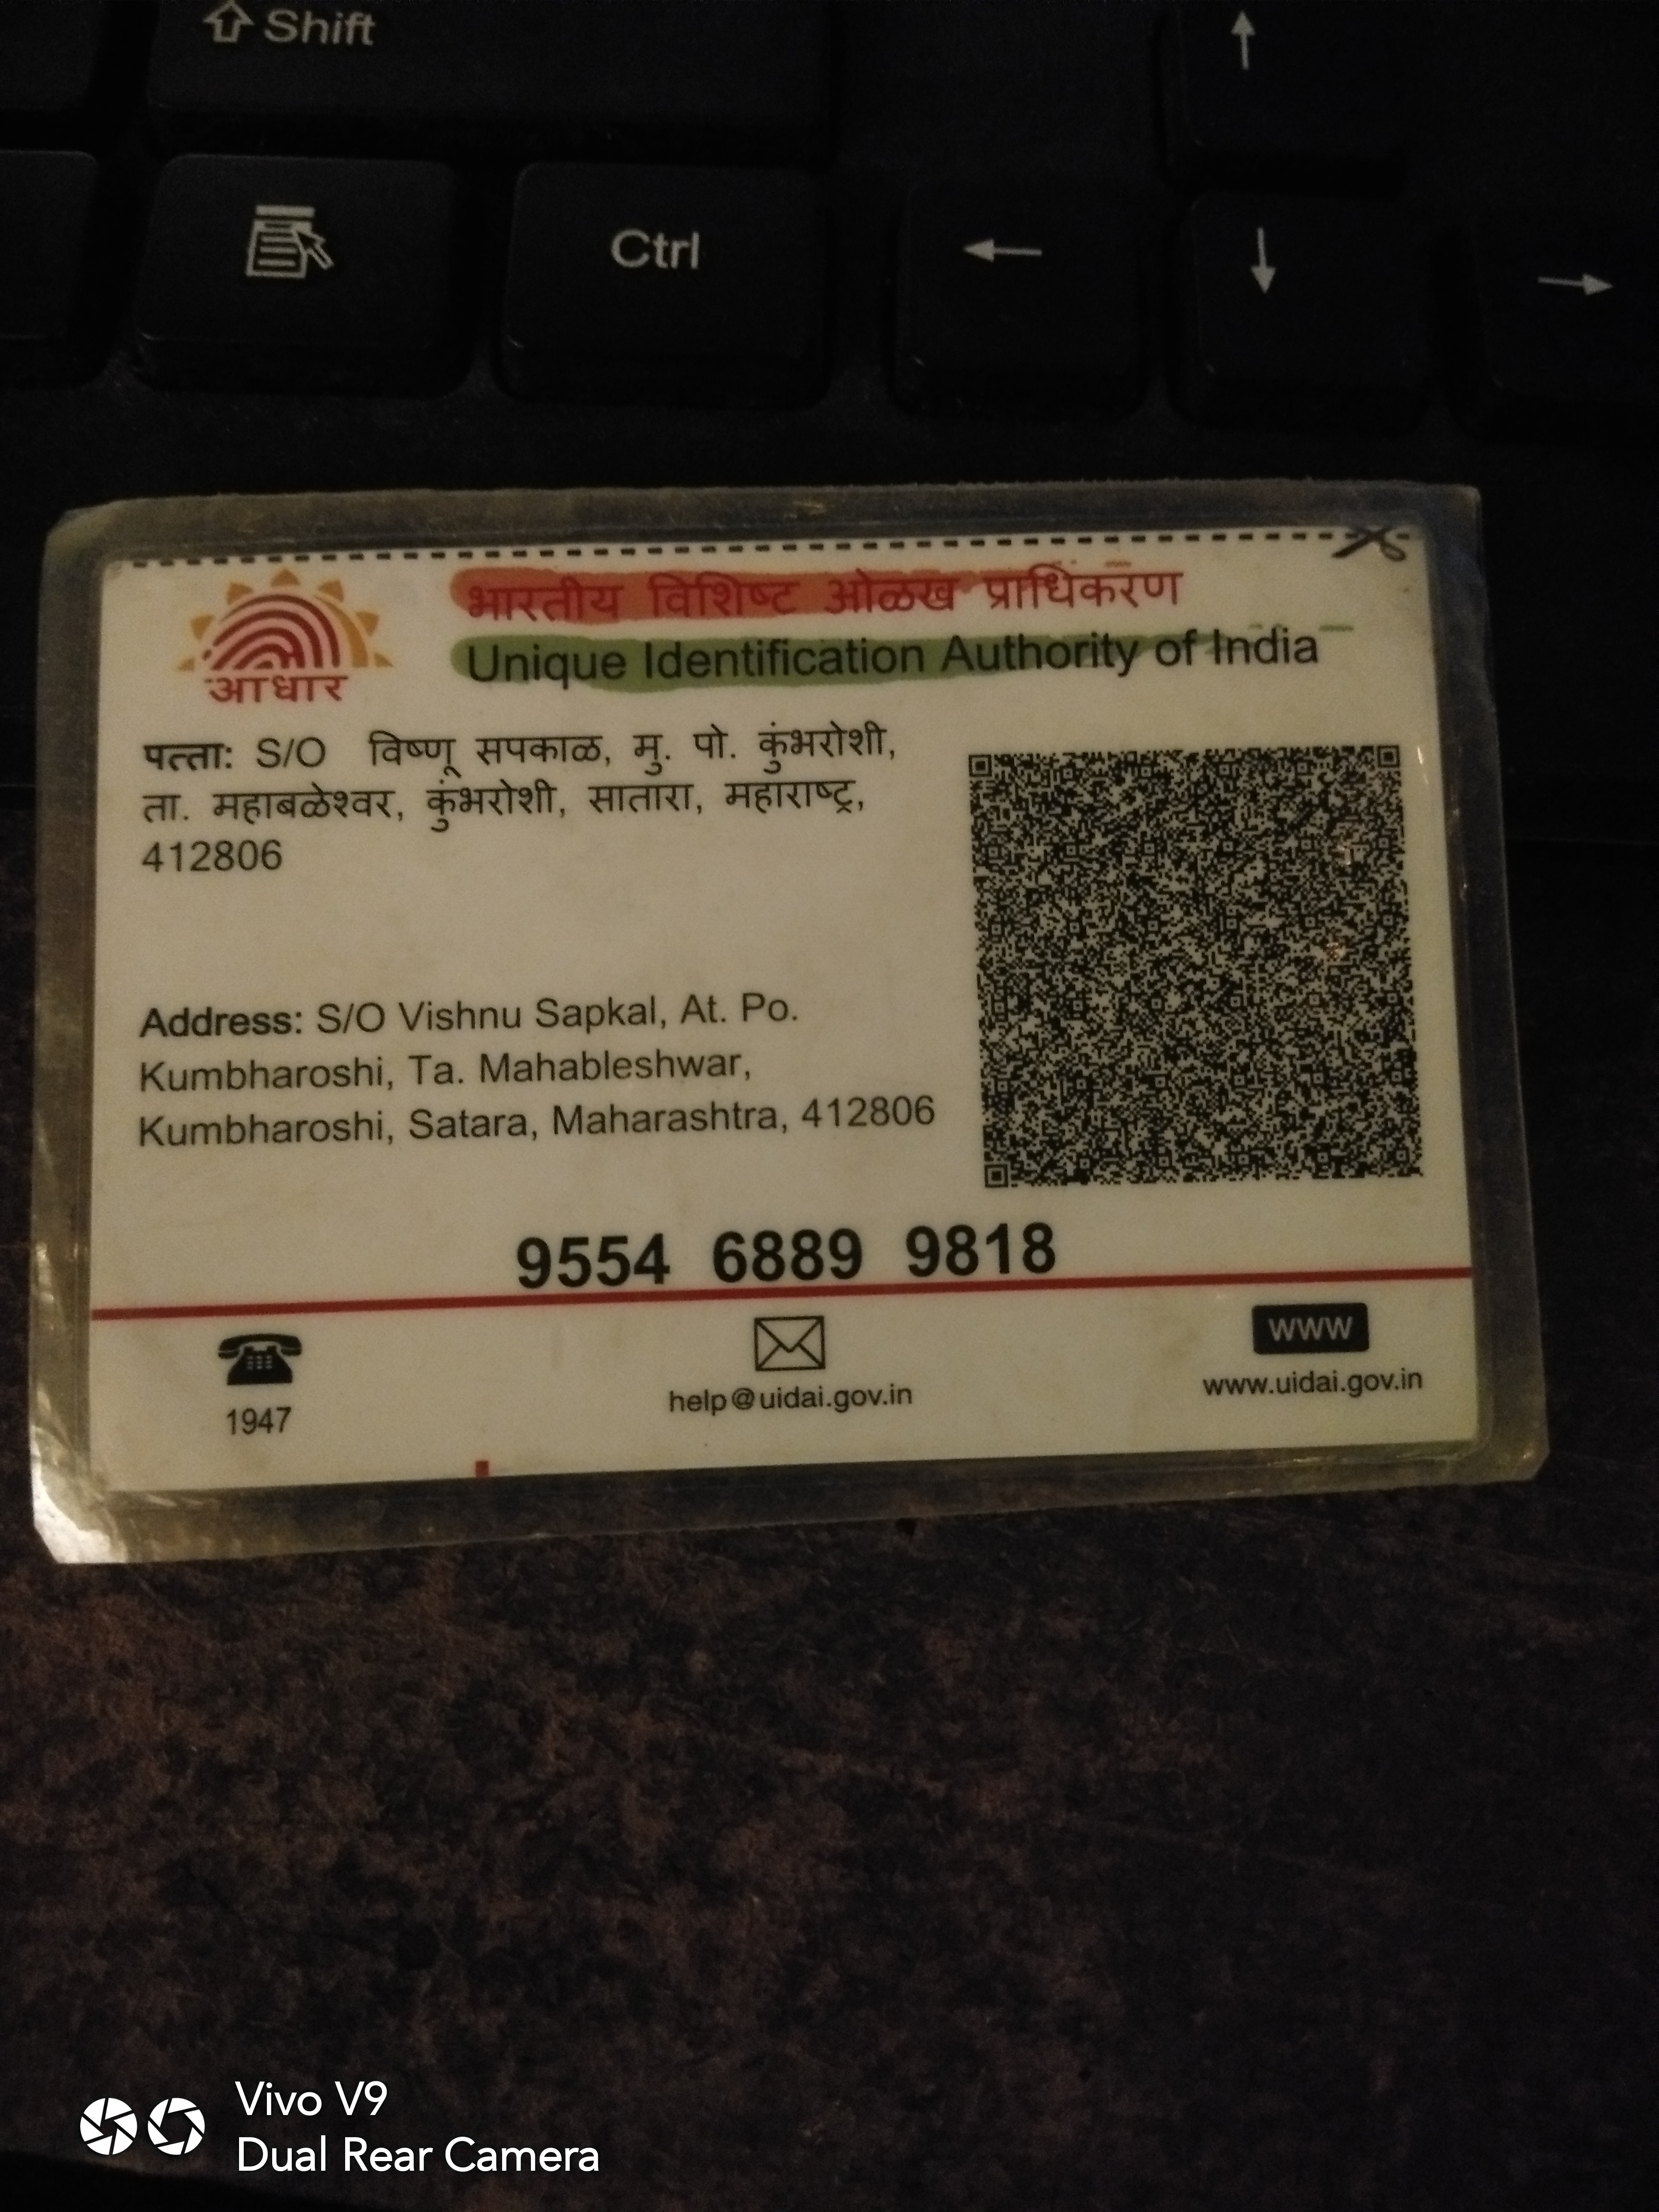 Shift
Ctrl
भारतीय विशिष्ट ओळख प्राधिकरण
Unique Identification Authority of India
आधार
पत्ता: S/O विष्णू सपकाळ, मु. पो. कुंभरोशी,
ता. महाबळेश्वर, कुंभरोशी, सातारा, महाराष्ट्र,
412806
Address: S/O Vishnu Sapkal, At. Po.
Kumbharoshi, Ta. Mahableshwar,
Kumbharoshi, Satara, Maharashtra, 412806
9554 6889 9818
1947
help@uidai.gov.in
www
www.uidai.gov.in
Vivo V9
Dual Rear Camera